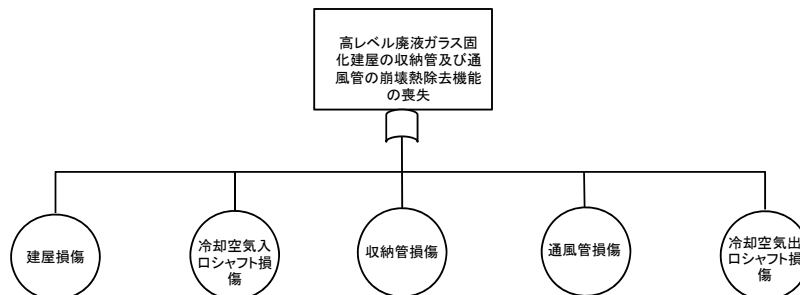 高レベル廃液ガラス固
化建屋の収納管及び通
風管の崩壊熱除去機能
の喪失
建屋損傷
冷却空気入
口シャフト損
傷
収納管損傷
通風管損傷
冷却空気出
口シャフト損
傷